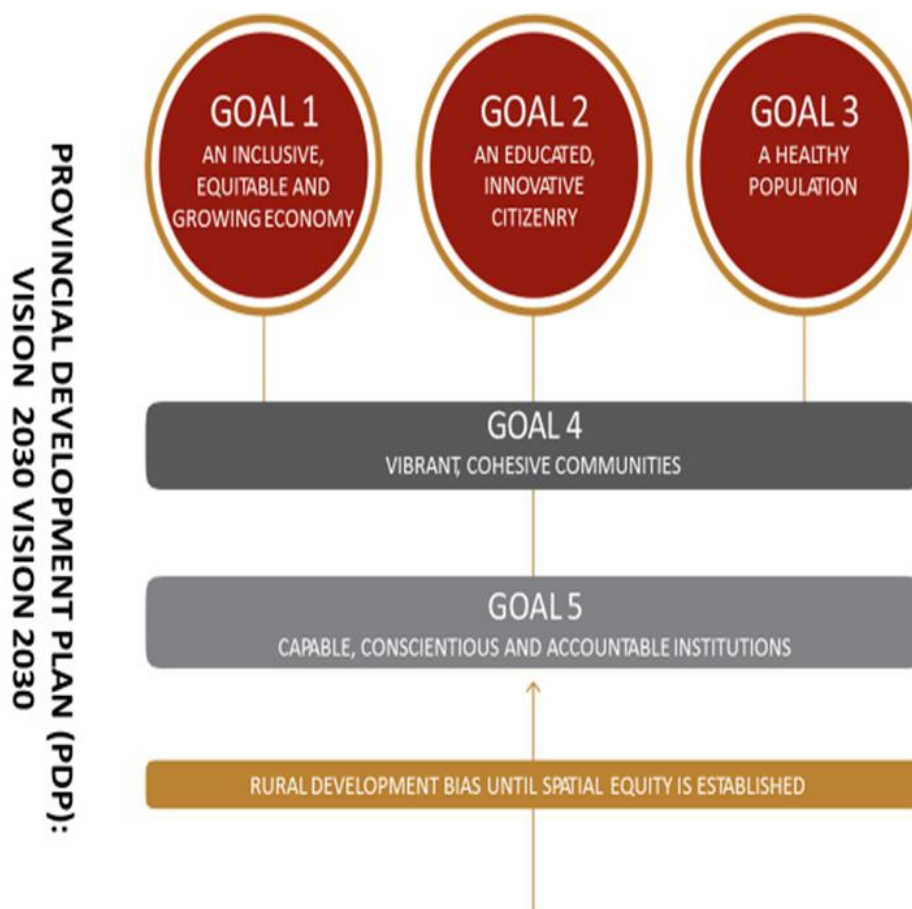 PROVINCIAL DEVELOPMENT PLAN (PDP):
VISION 2030 VISION 2030
GOAL 1
AN INCLUSIVE,
EQUITABLE AND
GROWING ECONOMY
GOAL 2
AN EDUCATED,
INNOVATIVE
CITIZENRY
GOAL 3
A HEALTHY
POPULATION
GOAL 4
VIBRANT, COHESIVE COMMUNITIES
GOAL 5
CAPABLE, CONSCIENTIOUS AND ACCOUNTABLE INSTITUTIONS
RURAL DEVELOPMENT BIAS UNTIL SPATIAL EQUITY IS ESTABLISHED